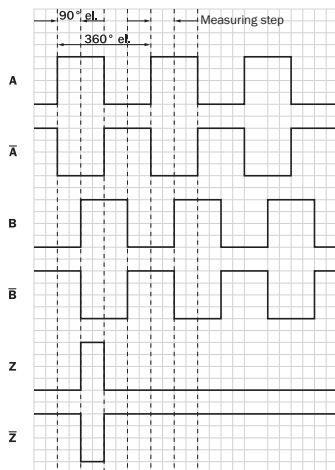 90° el.
Measuring step
360° el.
A
A̅
B
B̅
Z
Z̅